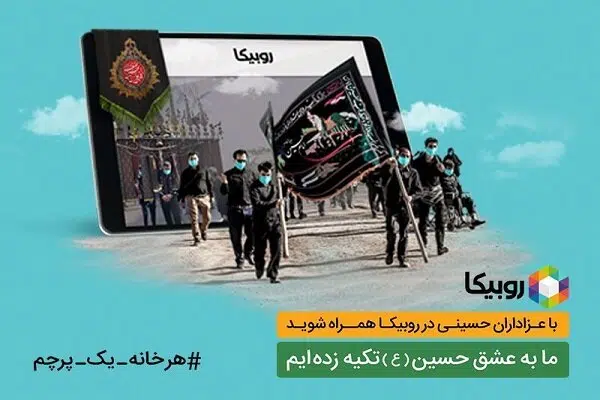 روبیکا
روبیکا
با عزاداران حسینی در روبیکا همراه شوید
ما به عشق حسین (ع) تکیه زده‌ایم
#هرخانه_یک_پرچم